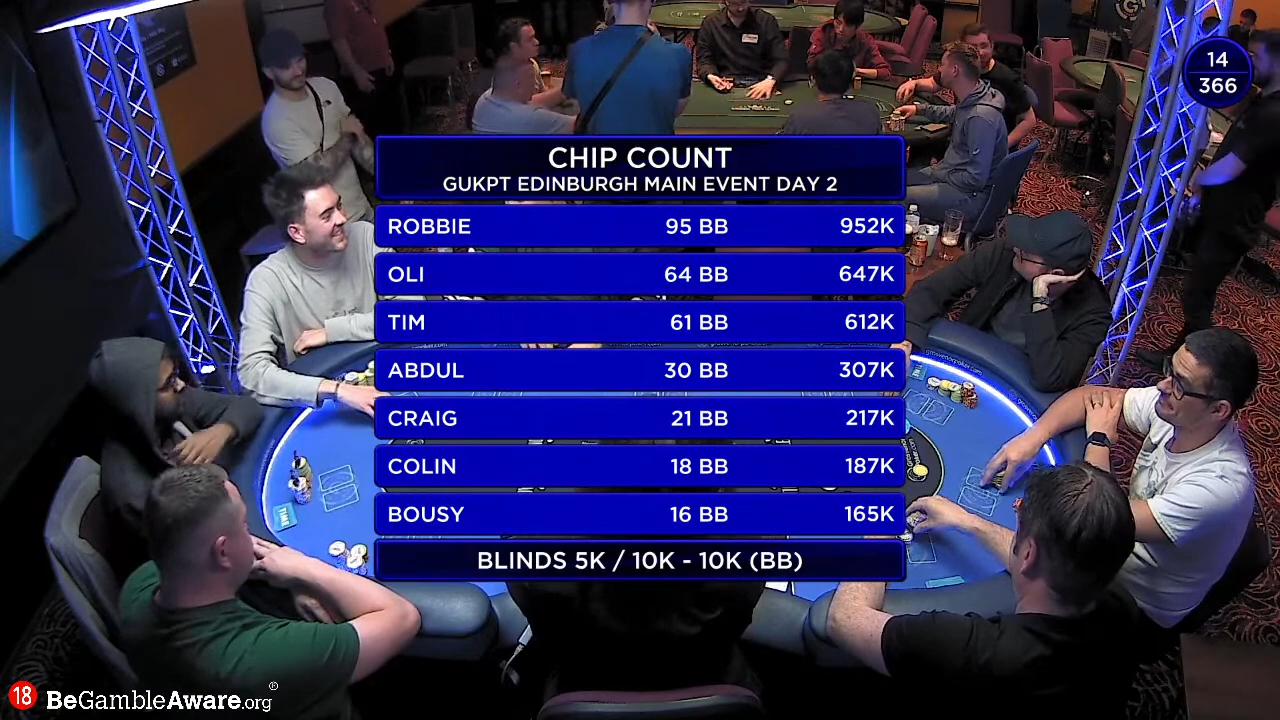 14
366
CHIP COUNT
GUKPT EDINBURGH MAIN EVENT DAY 2
ROBBIE 95 BB 952K
OLI 64 BB 647K
TIM 61 BB 612K
ABDUL 30 BB 307K
CRAIG 21 BB 217K
COLIN 18 BB 187K
BOUSY 16 BB 165K
BLINDS 5K / 10K - 10K (BB)
TIME
18 BeGambleAware.org®